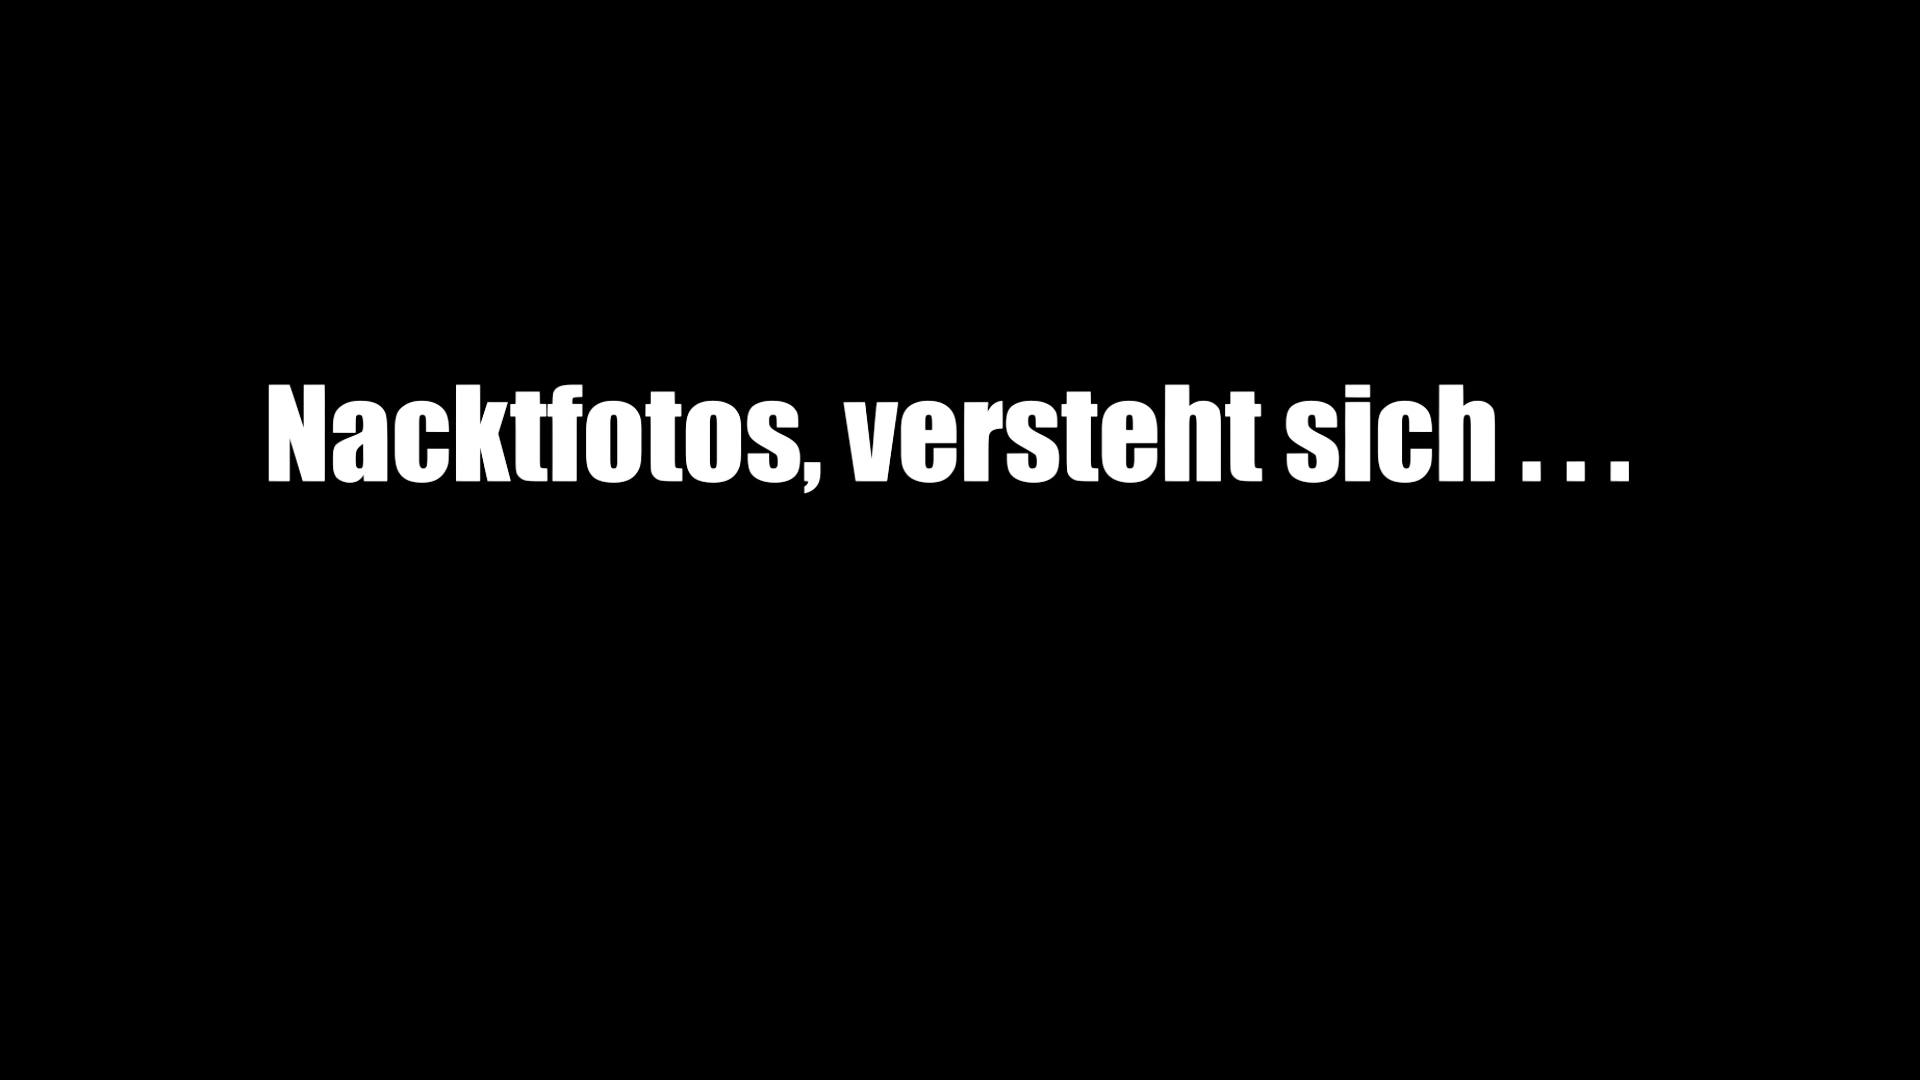 Nacktfotos, versteht sich . . .